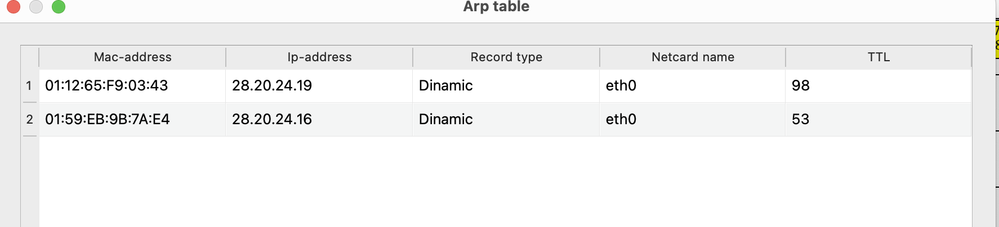 Arp table
Mac-address Ip-address Record type Netcard name TTL
1 01:12:65:F9:03:43 28.20.24.19 Dinamic eth0 98
2 01:59:EB:9B:7A:E4 28.20.24.16 Dinamic eth0 53